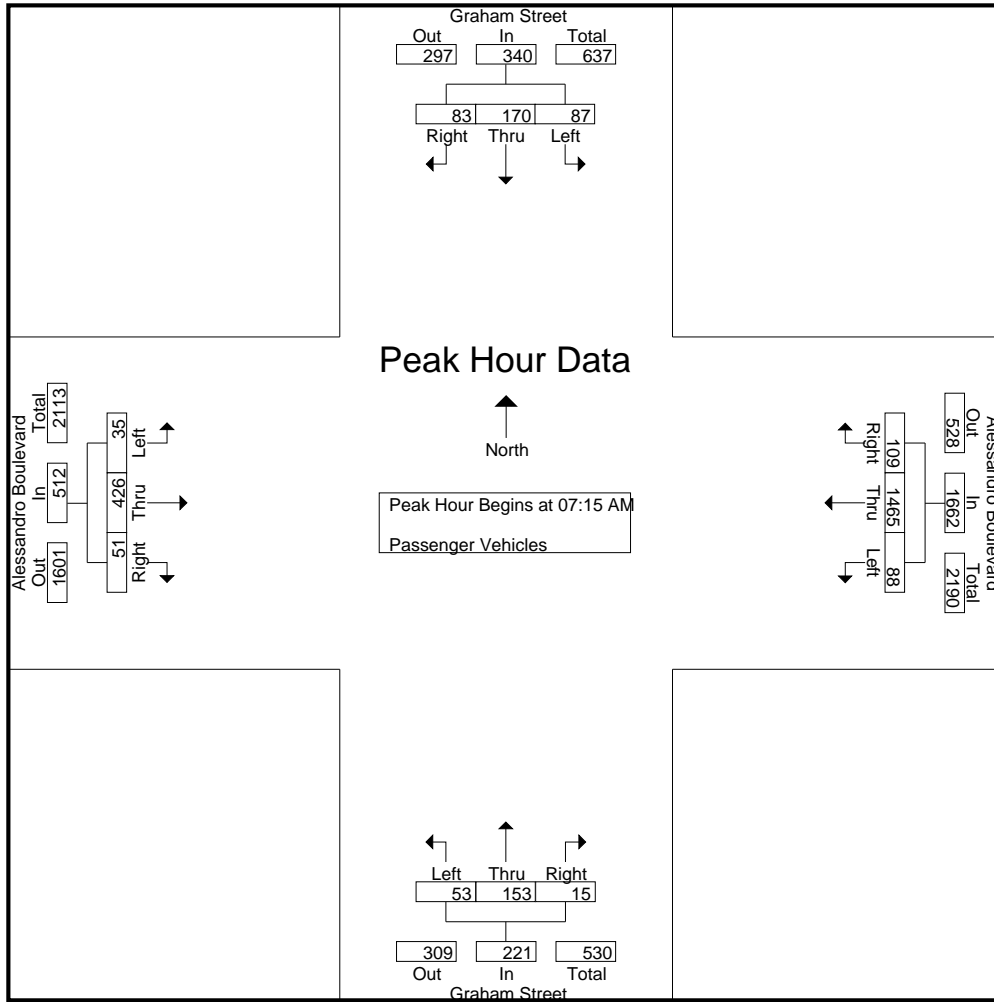 Graham Street
Out In Total
297 340 637
83 170 87
Right Thru Left
Peak Hour Data
North
Peak Hour Begins at 07:15 AM
Passenger Vehicles
Alessandro Boulevard
Out In Total
1601 512 2113
51 426 35
Right Thru Left
Alessandro Boulevard
Out In Total
528 1662 2190
109 1465 88
Right Thru Left
Left Thru Right
53 153 15
309 221 530
Out In Total
Graham Street